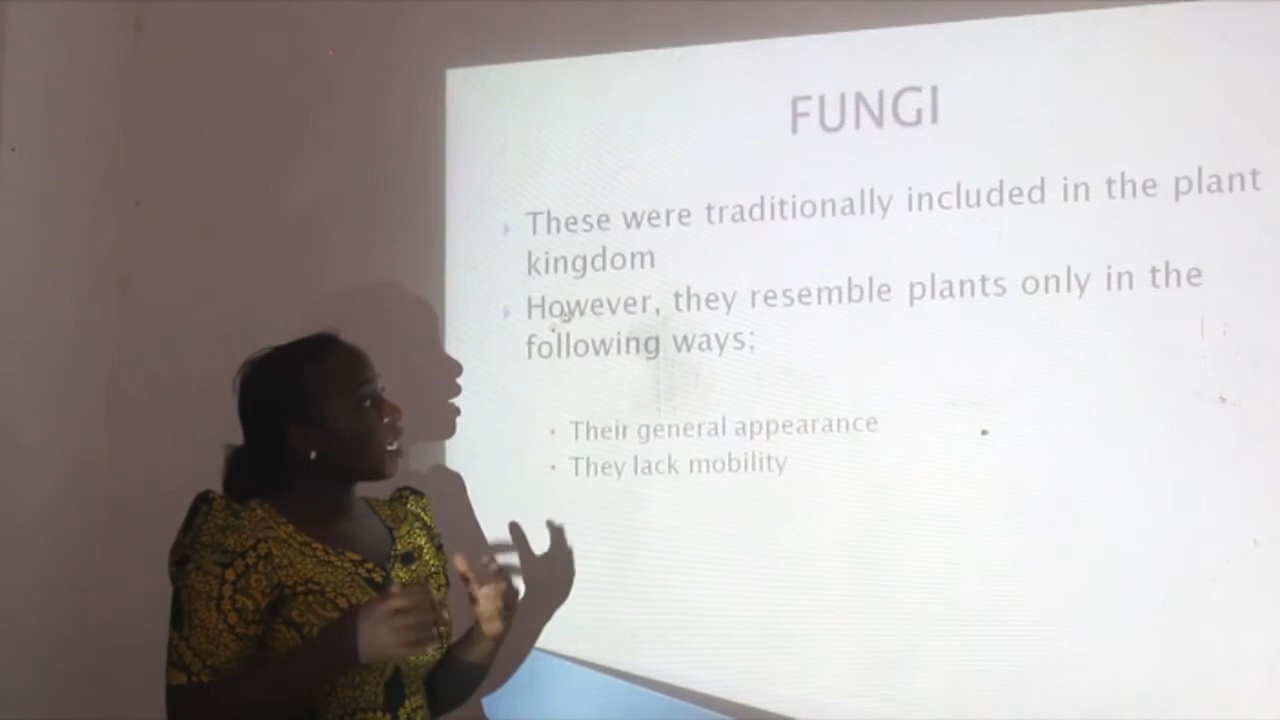 FUNGI
These were traditionally included in the plant
kingdom
However, they resemble plants only in the
following ways;
• Their general appearance
• They lack mobility